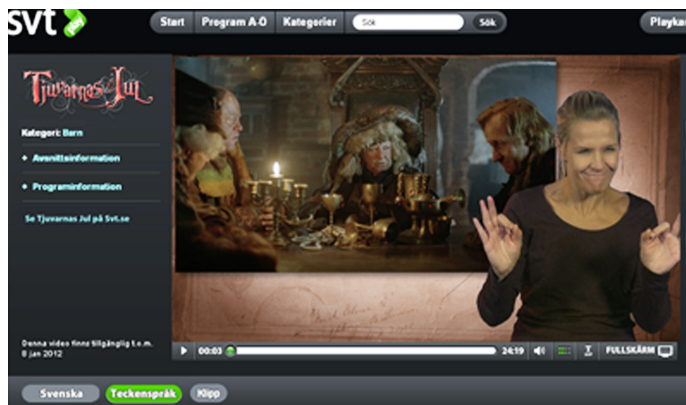 svt play
Start Program A-Ö Kategorier Sök Sök Playkan
Tjuvarnas Jul
Kategori: Barn
+ Avsnittsinformation
+ Programinformation
Se Tjuvarnas Jul på Svt.se
Denna video finns tillgänglig t.o.m.
8 jan 2012
00:03 24:19 FULLSKÄRM
Svenska Teckenspråk Klipp